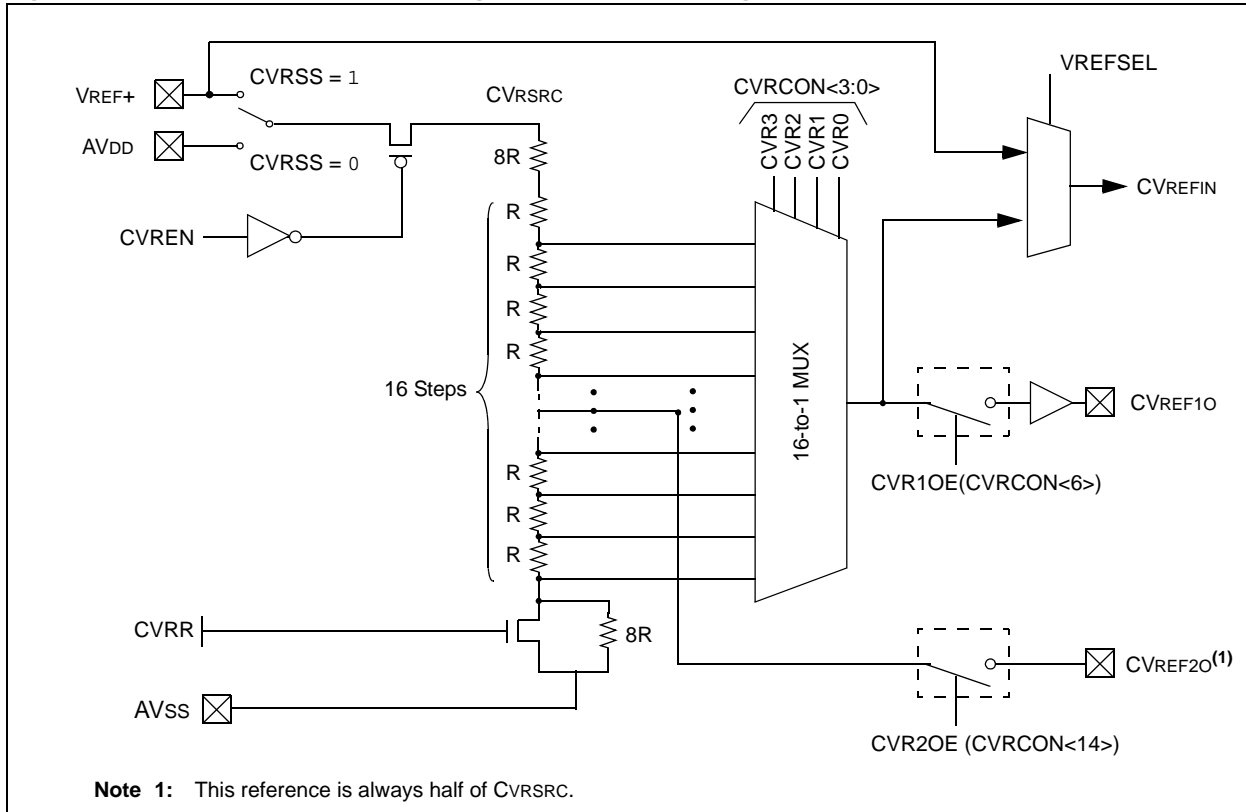 VREF+
CVRSS = 1
AVDD
CVRSS = 0
CVREN
CVRSRC
8R
R
R
R
R
16 Steps
R
R
R
CVRR
8R
AVSS
CVRCON<3:0>
CVR3
CVR2
CVR1
CVR0
16-to-1 MUX
VREFSEL
CVREFIN
CVREF1O
CVR1OE(CVRCON<6>)
CVREF2O(1)
CVR2OE (CVRCON<14>)
Note 1: This reference is always half of CVRSRC.